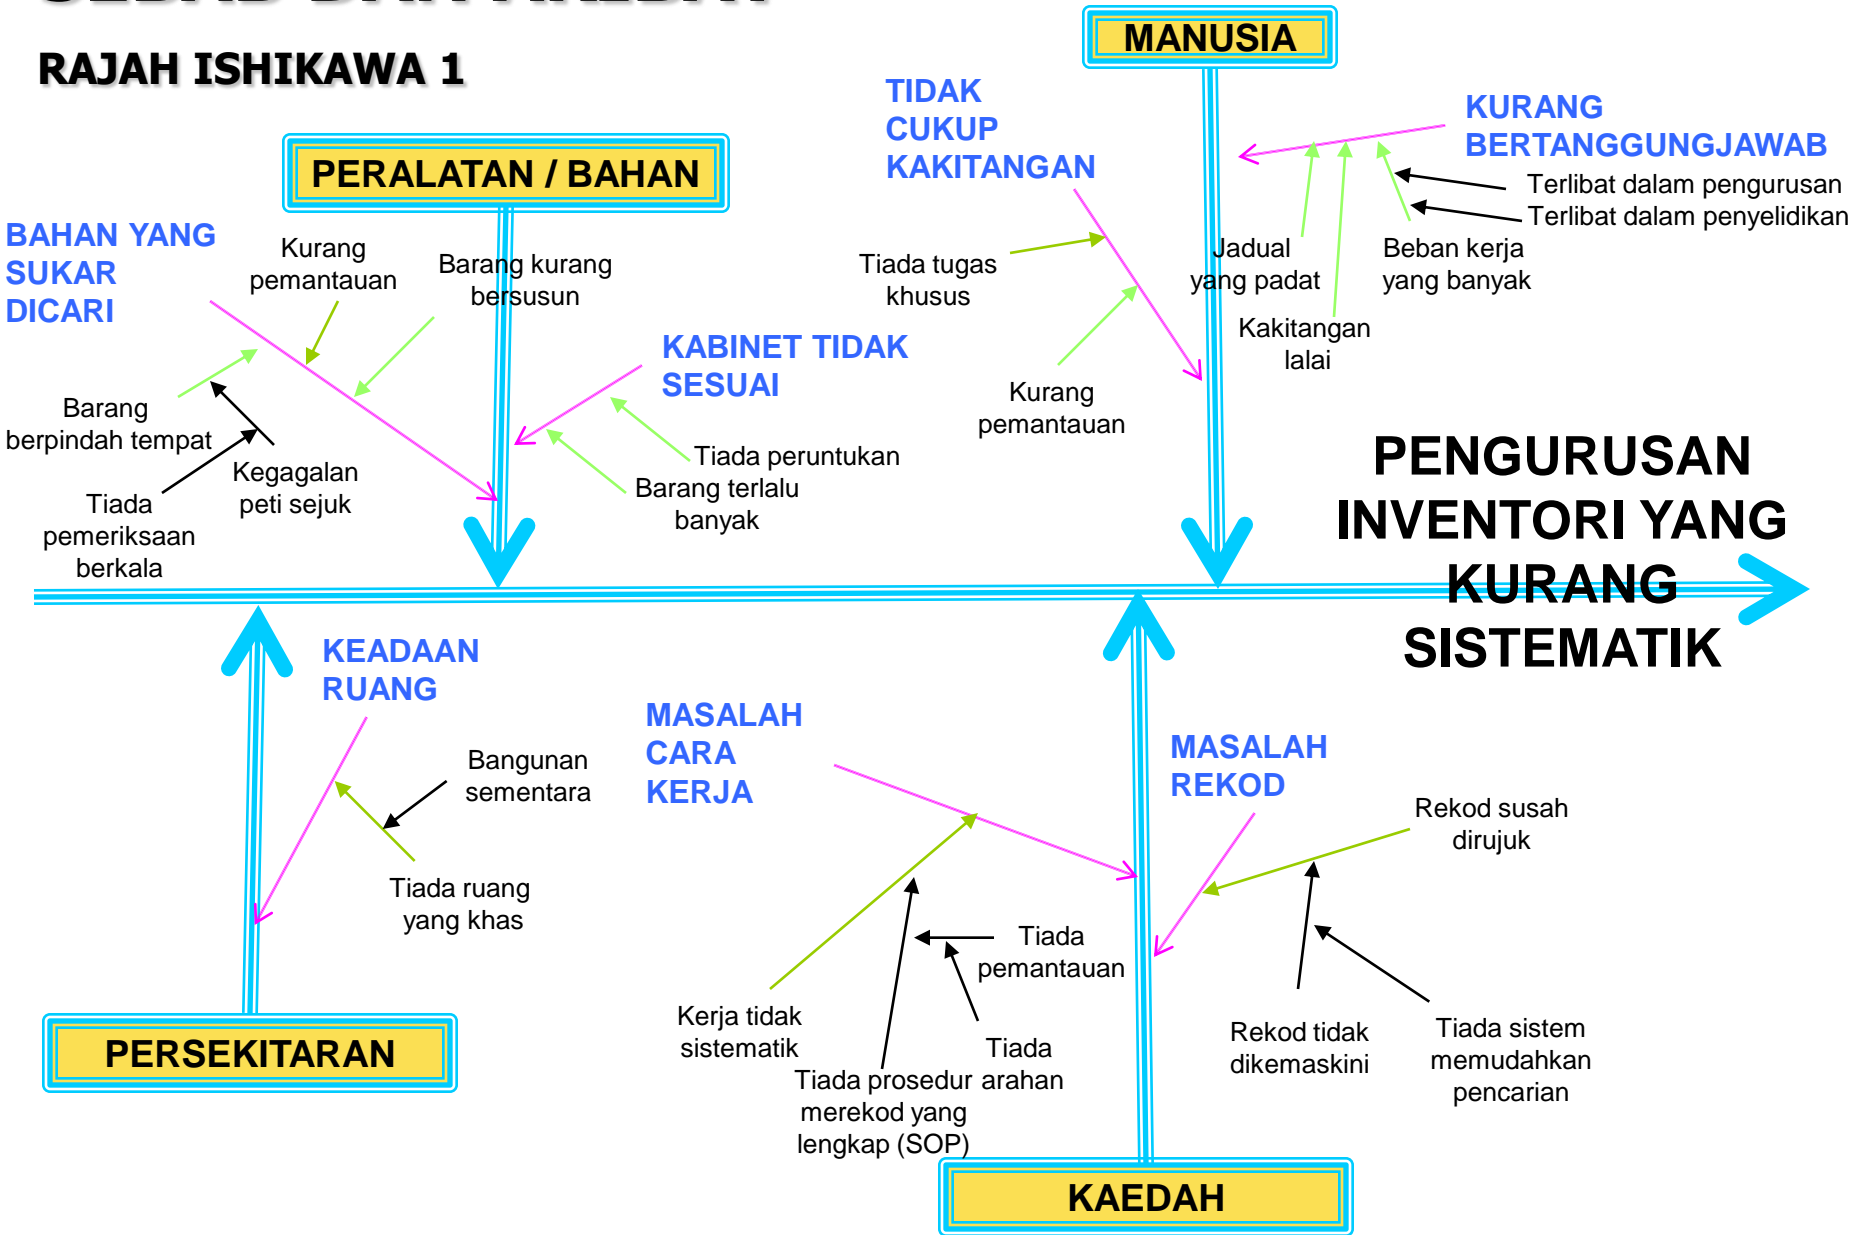 RAJAH ISHIKAWA 1
MANUSIA
TIDAK
CUKUP
KAKITANGAN
KURANG
BERTANGGUNGJAWAB
Terlibat dalam pengurusan
Terlibat dalam penyelidikan
Jadual
yang padat
Beban kerja
yang banyak
Kakitangan
lalai
Tiada tugas
khusus
Kurang
pemantauan
PERALATAN / BAHAN
BAHAN YANG
SUKAR
DICARI
Kurang
pemantauan
Barang kurang
bersusun
KABINET TIDAK
SESUAI
Barang
berpindah tempat
Kegagalan
peti sejuk
Tiada
pemeriksaan
berkala
Tiada peruntukan
Barang terlalu
banyak
PENGURUSAN
INVENTORI YANG
KURANG
SISTEMATIK
KEADAAN
RUANG
Bangunan
sementara
Tiada ruang
yang khas
PERSEKITARAN
MASALAH
CARA
KERJA
MASALAH
REKOD
Rekod susah
dirujuk
Tiada
pemantauan
Kerja tidak
sistematik
Tiada
arahan
Tiada prosedur
merekod yang
lengkap (SOP)
Rekod tidak
dikemaskini
Tiada sistem
memudahkan
pencarian
KAEDAH